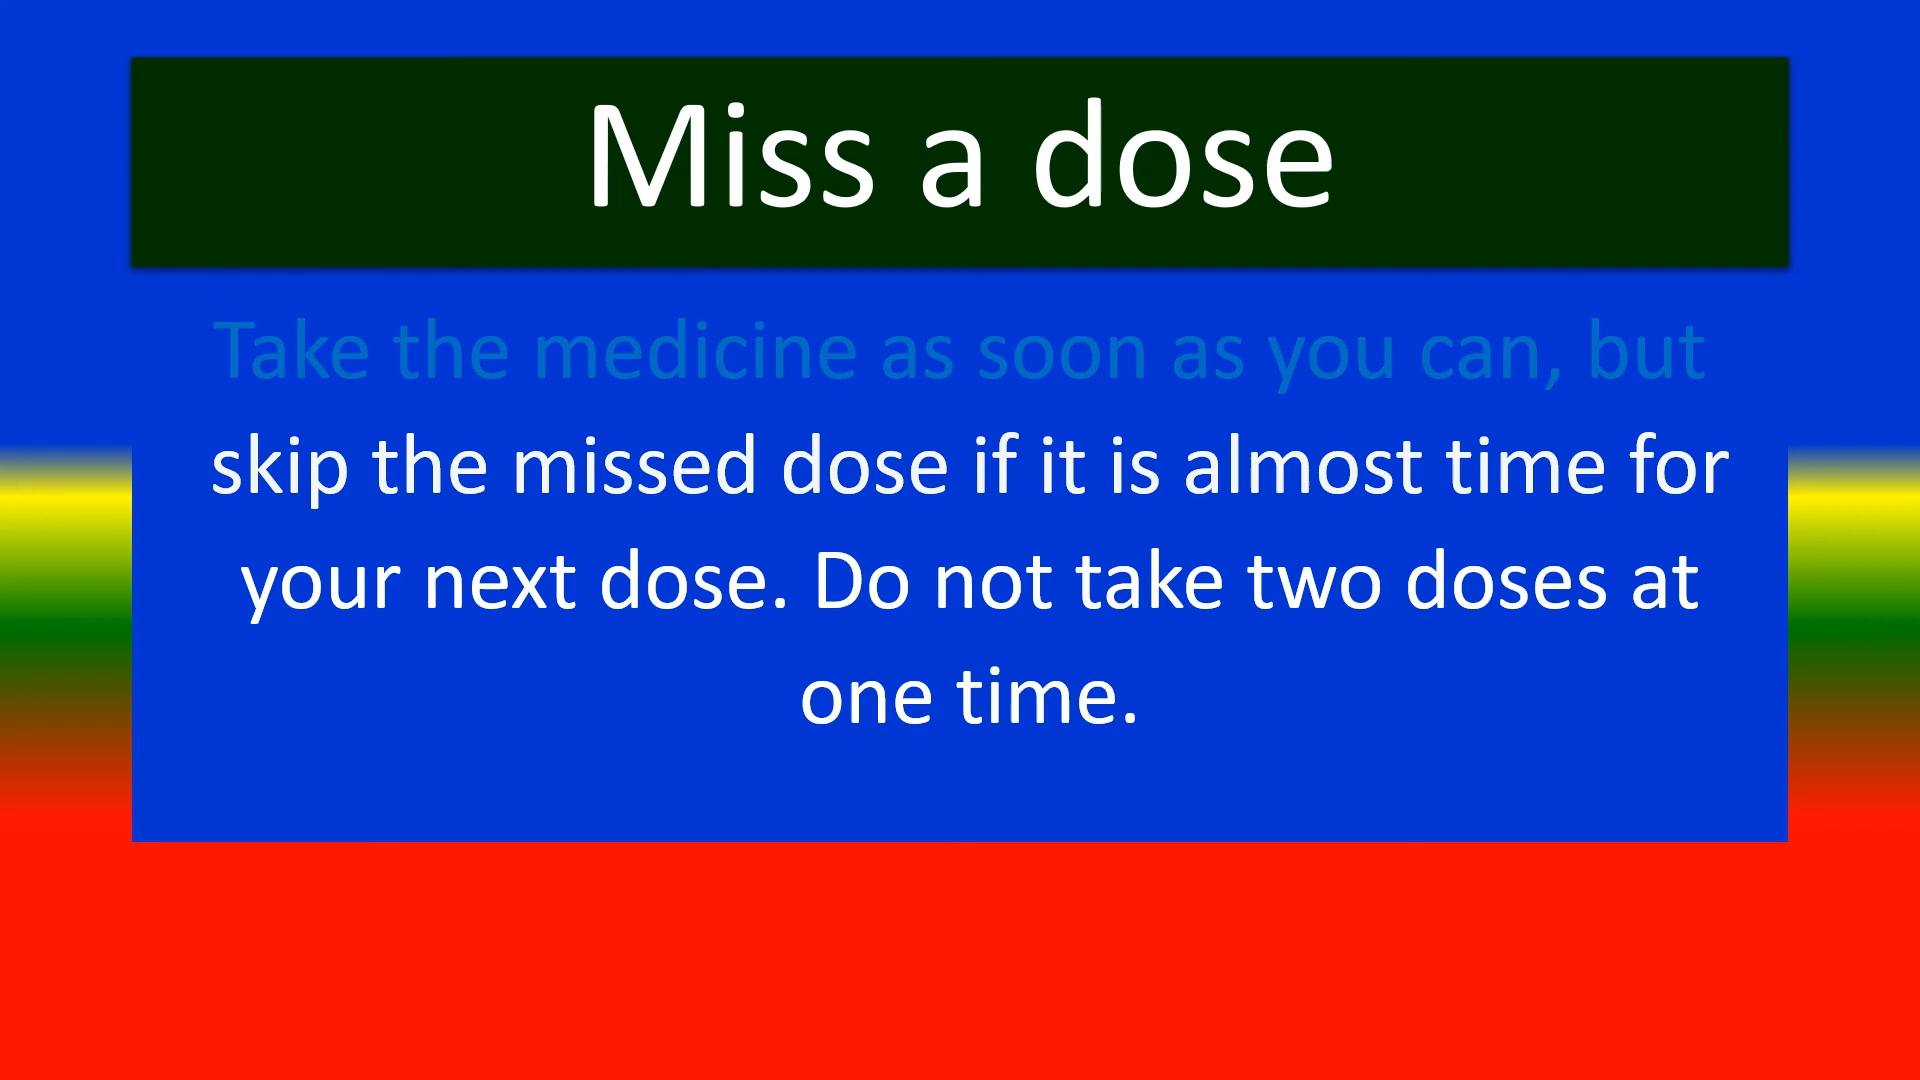 Miss a dose
Take the medicine as soon as you can, but
skip the missed dose if it is almost time for
your next dose. Do not take two doses at
one time.